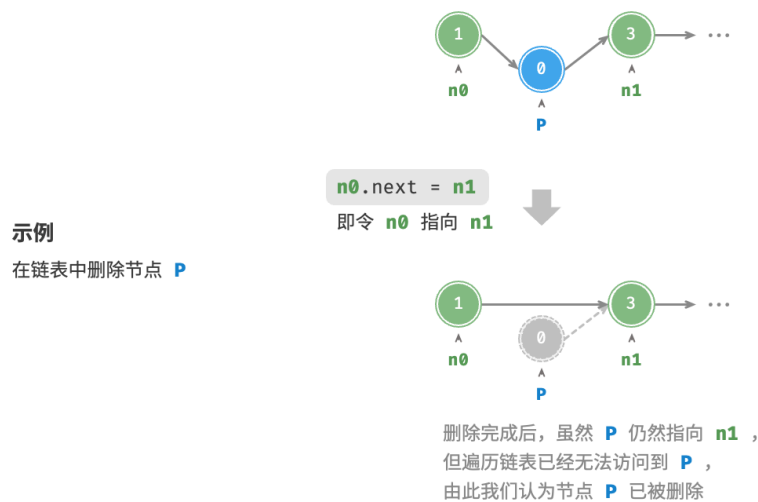 1
3
…
0
n0
n1
P
n0.next = n1
即令 n0 指向 n1
示例
在链表中删除节点 P
1
3
…
0
n0
n1
P
删除完成后，虽然 P 仍然指向 n1 ，
但遍历链表已经无法访问到 P ，
由此我们认为节点 P 已被删除